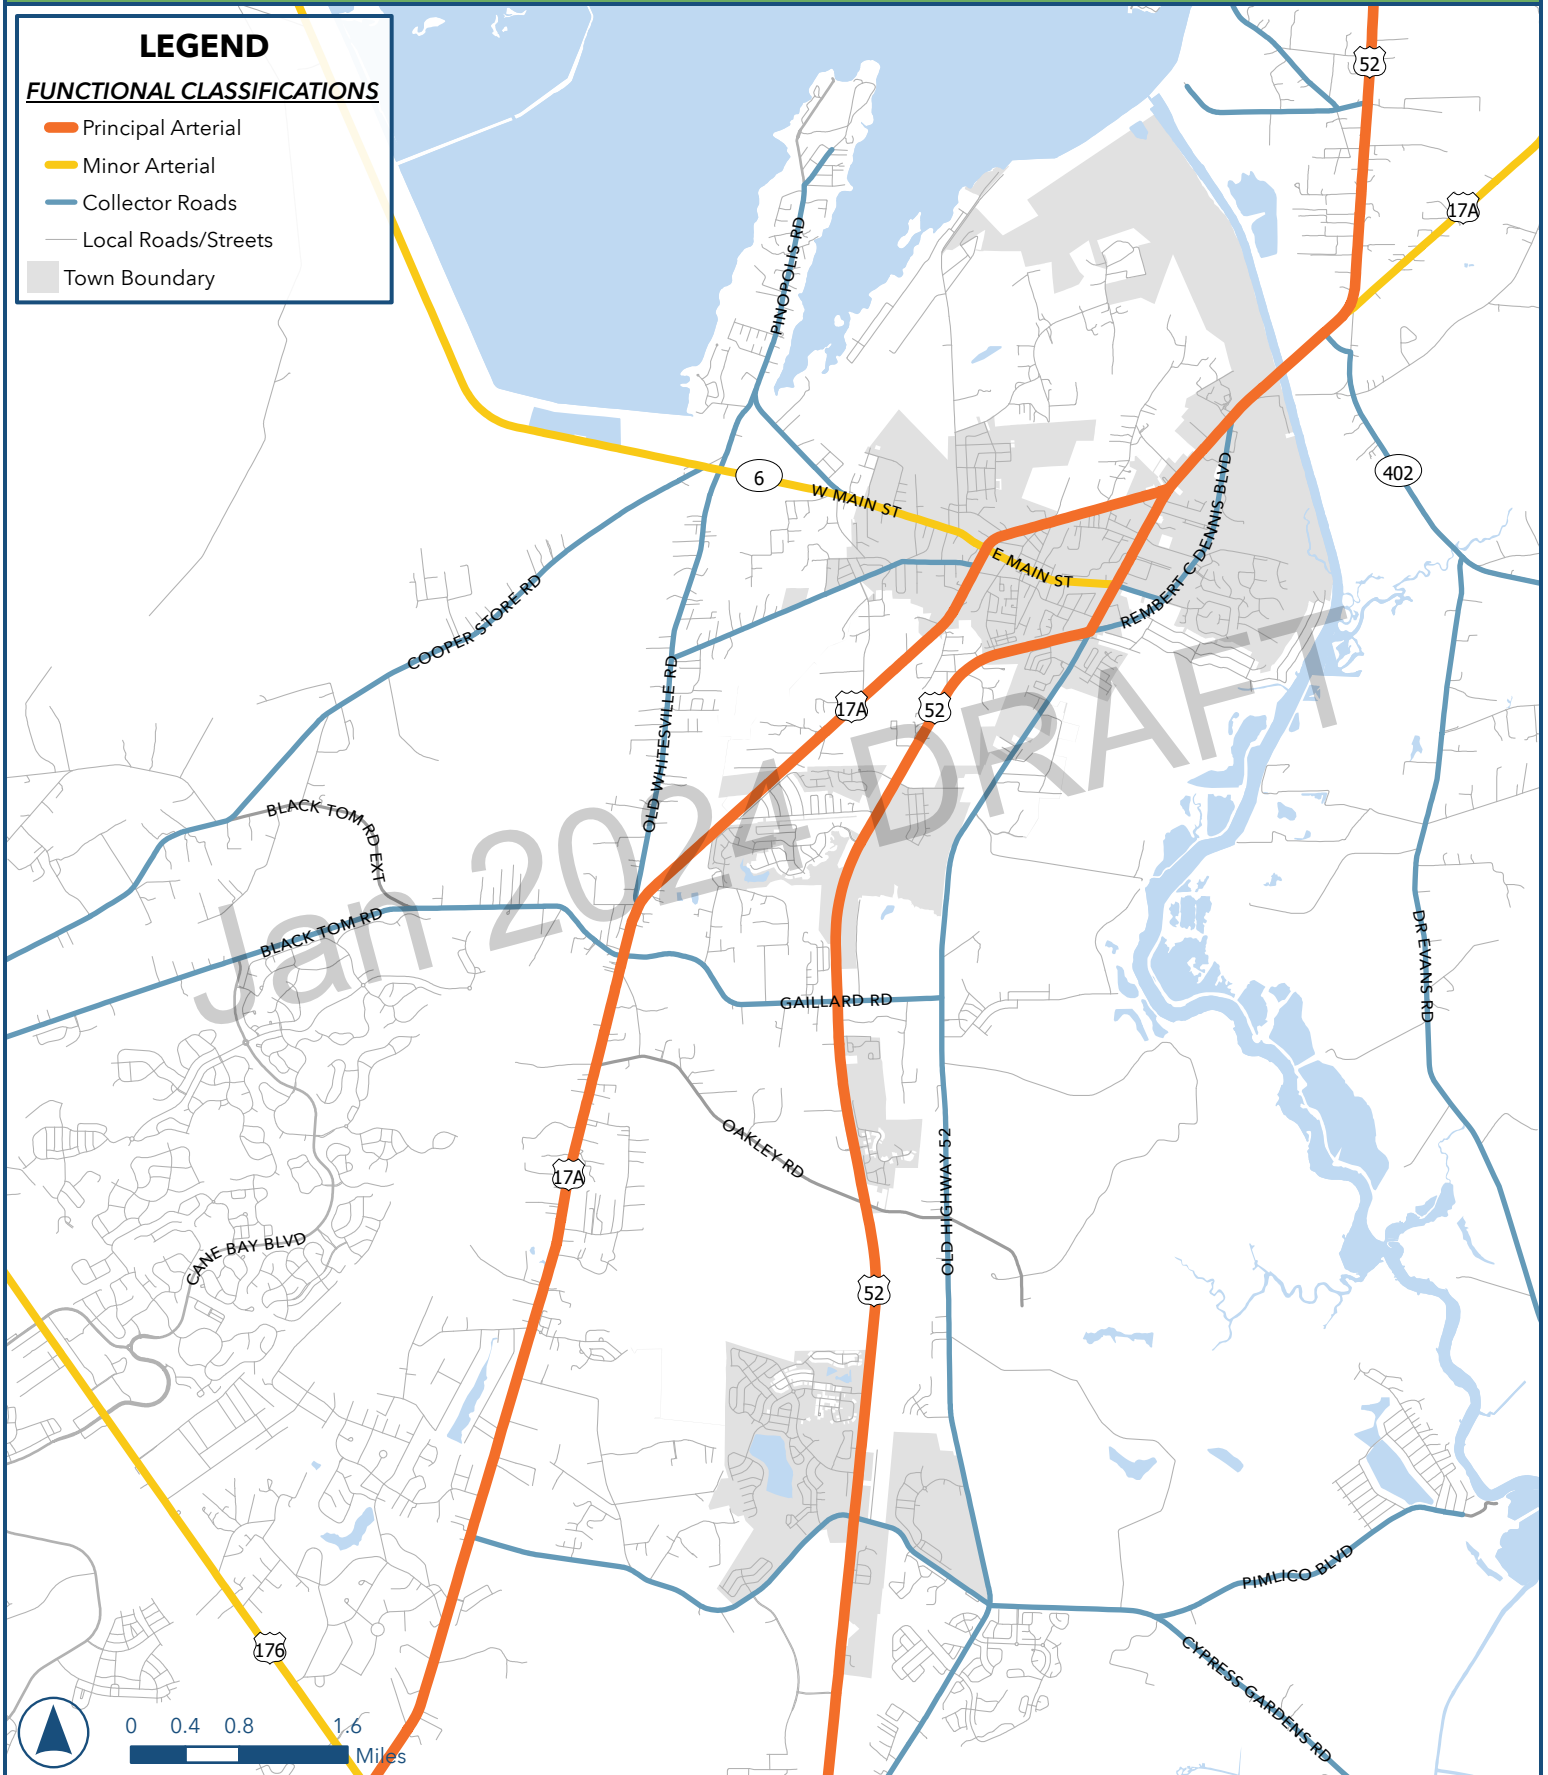 LEGEND
FUNCTIONAL CLASSIFICATIONS
Principal Arterial
Minor Arterial
Collector Roads
Local Roads/Streets
Town Boundary
52
17A
PINOPOLIS RD
6
W MAIN ST
402
E MAIN ST
REMBERT C DENNIS BLVD
COOPER STORE RD
OLD WHITESVILLE RD
17A
52
BLACK TOM RD EXT
BLACK TOM RD
Jan 2024 DRAFT
GAILLARD RD
DR EVANS RD
OAKLEY RD
17A
OLD HIGHWAY 52
CANE BAY BLVD
52
PIMLICO BLVD
176
CYPRESS GARDENS RD
0 0.4 0.8 1.6
Miles